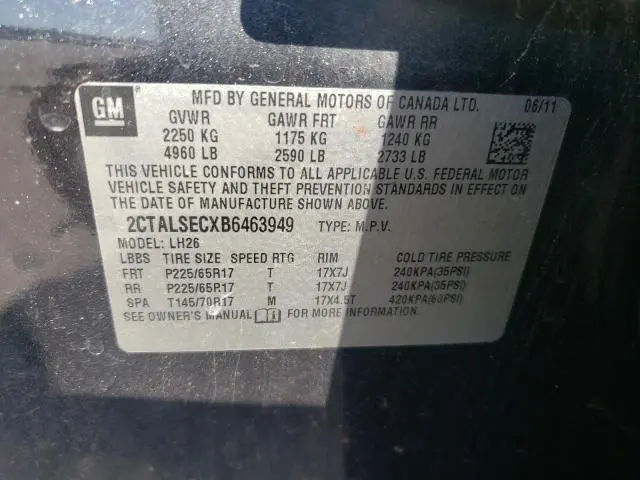 GM
MFD BY GENERAL MOTORS OF CANADA LTD. 06/11
GVWR GAWR FRT GAWR RR
2250 KG 1175 KG 1240 KG
4960 LB 2590 LB 2733 LB
THIS VEHICLE CONFORMS TO ALL APPLICABLE U.S. FEDERAL MOTOR
VEHICLE SAFETY AND THEFT PREVENTION STANDARDS IN EFFECT ON
THE DATE OF MANUFACTURE SHOWN ABOVE.
2CTALSECXB6463949 TYPE: M.P.V.
MODEL: LH26
LBBS TIRE SIZE SPEED RTG RIM COLD TIRE PRESSURE
FRT P225/65R17 T 17X7J 240KPA(35PSI)
RR P225/65R17 T 17X7J 240KPA(35PSI)
SPA T145/70R17 M 17X4.5T 420KPA(60PSI)
SEE OWNER'S MANUAL FOR MORE INFORMATION.